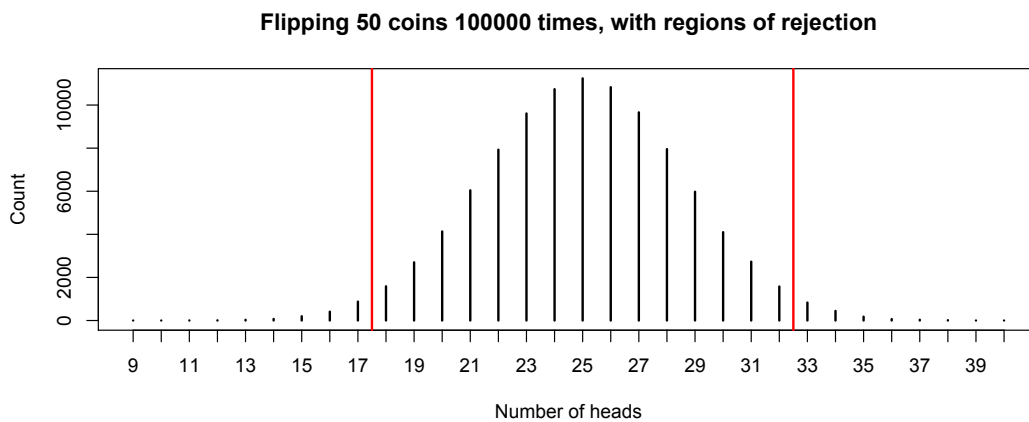 Flipping 50 coins 100000 times, with regions of rejection
Count
10000
6000
2000
0
9 11 13 15 17 19 21 23 25 27 29 31 33 35 37 39
Number of heads